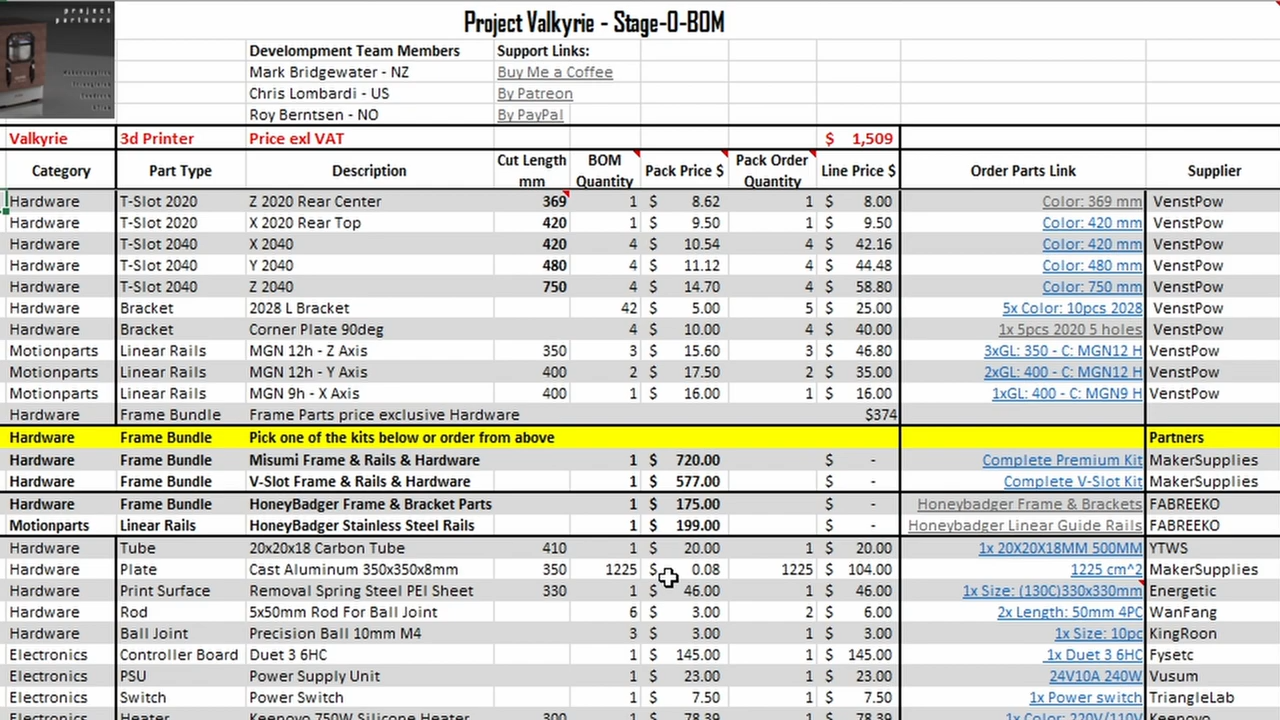 project
partners
Project Valkyrie - Stage-0-BOM
Develompment Team Members Support Links:
Mark Bridgewater - NZ Buy Me a Coffee
Chris Lombardi - US By Patreon
Roy Berntsen - NO By PayPal
Valkyrie 3d Printer Price exl VAT $ 1,509
Category Part Type Description Cut Length mm BOM Quantity Pack Price $ Pack Order Quantity Line Price $ Order Parts Link Supplier
Hardware T-Slot 2020 Z 2020 Rear Center 369 1 $ 8.62 1 $ 8.00 Color: 369 mm VenstPow
Hardware T-Slot 2020 X 2020 Rear Top 420 1 $ 9.50 1 $ 9.50 Color: 420 mm VenstPow
Hardware T-Slot 2040 X 2040 420 4 $ 10.54 4 $ 42.16 Color: 420 mm VenstPow
Hardware T-Slot 2040 Y 2040 480 4 $ 11.12 4 $ 44.48 Color: 480 mm VenstPow
Hardware T-Slot 2040 Z 2040 750 4 $ 14.70 4 $ 58.80 Color: 750 mm VenstPow
Hardware Bracket 2028 L Bracket 42 $ 5.00 5 $ 25.00 5x Color: 10pcs 2028 VenstPow
Hardware Bracket Corner Plate 90deg 4 $ 10.00 4 $ 40.00 1x 5pcs 2020 5 holes VenstPow
Motionparts Linear Rails MGN 12h - Z Axis 350 3 $ 15.60 3 $ 46.80 3xGL: 350 - C: MGN12 H VenstPow
Motionparts Linear Rails MGN 12h - Y Axis 400 2 $ 17.50 2 $ 35.00 2xGL: 400 - C: MGN12 H VenstPow
Motionparts Linear Rails MGN 9h - X Axis 400 1 $ 16.00 1 $ 16.00 1xGL: 400 - C: MGN9 H VenstPow
Hardware Frame Bundle Frame Parts price exclusive Hardware $374
Hardware Frame Bundle Pick one of the kits below or order from above Partners
Hardware Frame Bundle Misumi Frame & Rails & Hardware 1 $ 720.00 $ - Complete Premium Kit MakerSupplies
Hardware Frame Bundle V-Slot Frame & Rails & Hardware 1 $ 577.00 $ - Complete V-Slot Kit MakerSupplies
Hardware Frame Bundle HoneyBadger Frame & Bracket Parts 1 $ 175.00 $ - Honeybadger Frame & Brackets FABREEKO
Motionparts Linear Rails HoneyBadger Stainless Steel Rails 1 $ 199.00 $ - Honeybadger Linear Guide Rails FABREEKO
Hardware Tube 20x20x18 Carbon Tube 410 1 $ 20.00 1 $ 20.00 1x 20X20X18MM 500MM YTWS
Hardware Plate Cast Aluminum 350x350x8mm 350 1225 $ 0.08 1225 $ 104.00 1225 cm^2 MakerSupplies
Hardware Print Surface Removal Spring Steel PEI Sheet 330 1 $ 46.00 1 $ 46.00 1x Size: (130C)330x330mm Energetic
Hardware Rod 5x50mm Rod For Ball Joint 6 $ 3.00 2 $ 6.00 2x Length: 50mm 4PC WanFang
Hardware Ball Joint Precision Ball 10mm M4 3 $ 3.00 1 $ 3.00 1x Size: 10pc KingRoon
Electronics Controller Board Duet 3 6HC 1 $ 145.00 1 $ 145.00 1x Duet 3 6HC Fysetc
Electronics PSU Power Supply Unit 1 $ 23.00 1 $ 23.00 24V10A 240W Vusum
Electronics Switch Power Switch 1 $ 7.50 1 $ 7.50 1x Power switch TriangleLab
Electronics Heater Keenovo 750W Silicone Heater 300 1 $ 78.39 1 $ 78.39 1x Color: 220V/110V Keenovo